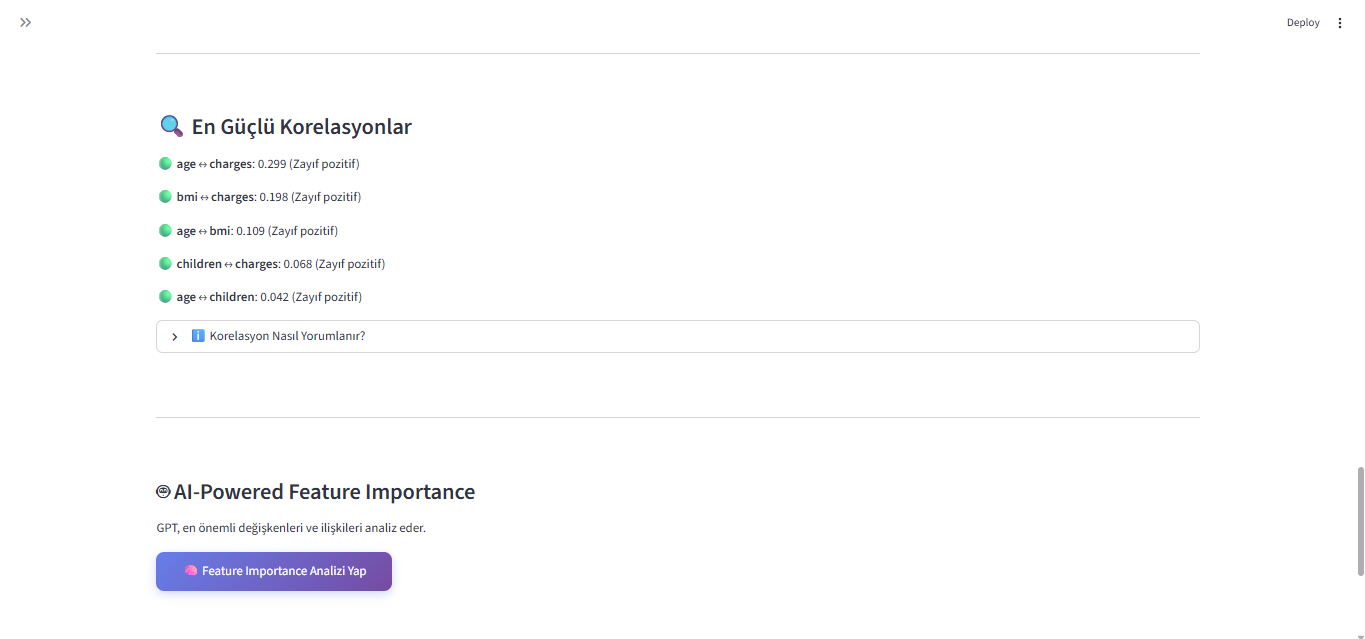 Deploy
🔍 En Güçlü Korelasyonlar
age ↔ charges: 0.299 (Zayıf pozitif)
bmi ↔ charges: 0.198 (Zayıf pozitif)
age ↔ bmi: 0.109 (Zayıf pozitif)
children ↔ charges: 0.068 (Zayıf pozitif)
age ↔ children: 0.042 (Zayıf pozitif)
ℹ️ Korelasyon Nasıl Yorumlanır?
AI-Powered Feature Importance
GPT, en önemli değişkenleri ve ilişkileri analiz eder.
🧠 Feature Importance Analizi Yap